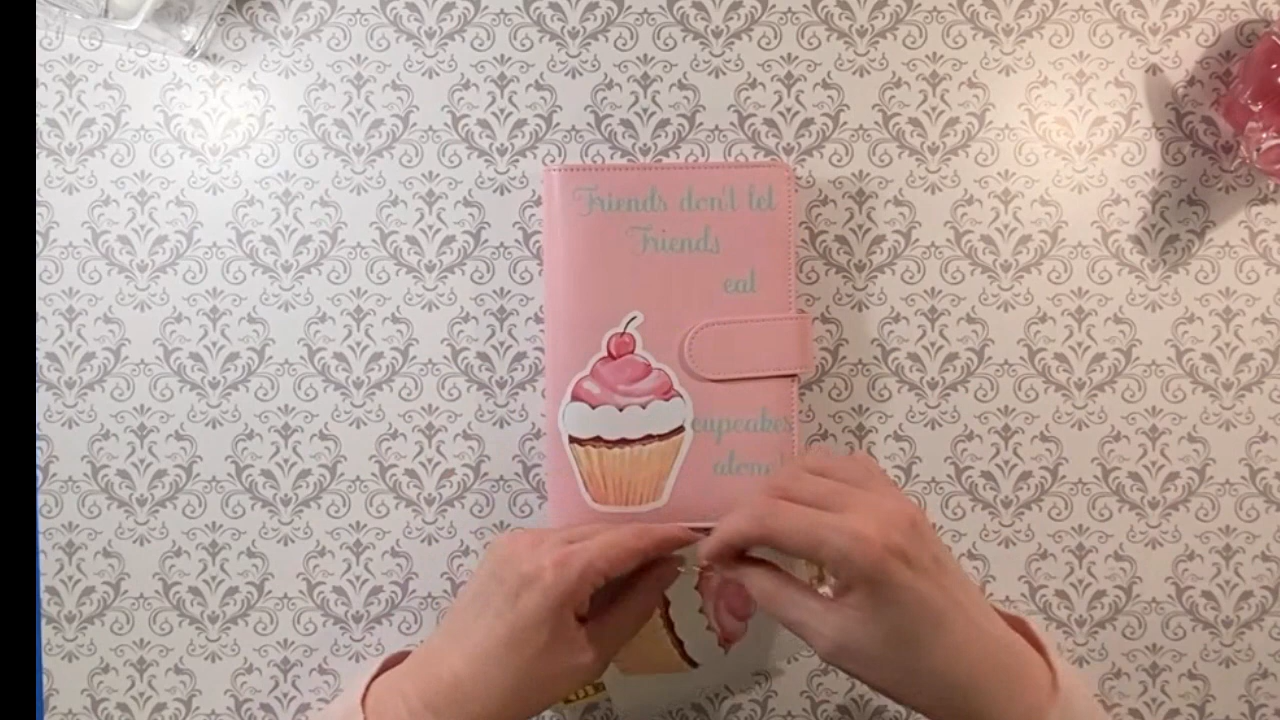 Friends don't let
Friends
eat
cupcakes
alone